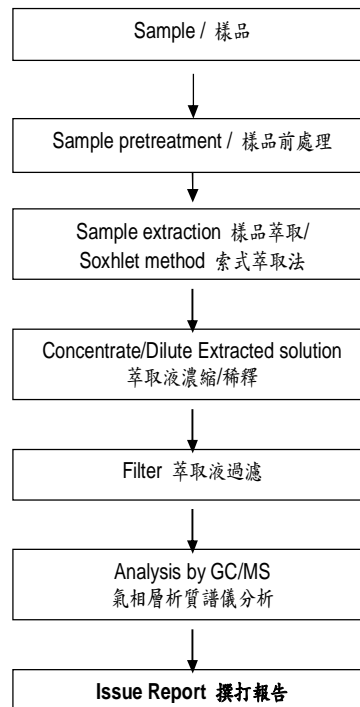 Sample / 樣品
Sample pretreatment / 樣品前處理
Sample extraction 樣品萃取/
Soxhlet method 索式萃取法
Concentrate/Dilute Extracted solution
萃取液濃縮/稀釋
Filter 萃取液過濾
Analysis by GC/MS
氣相層析質譜儀分析
Issue Report 撰打報告